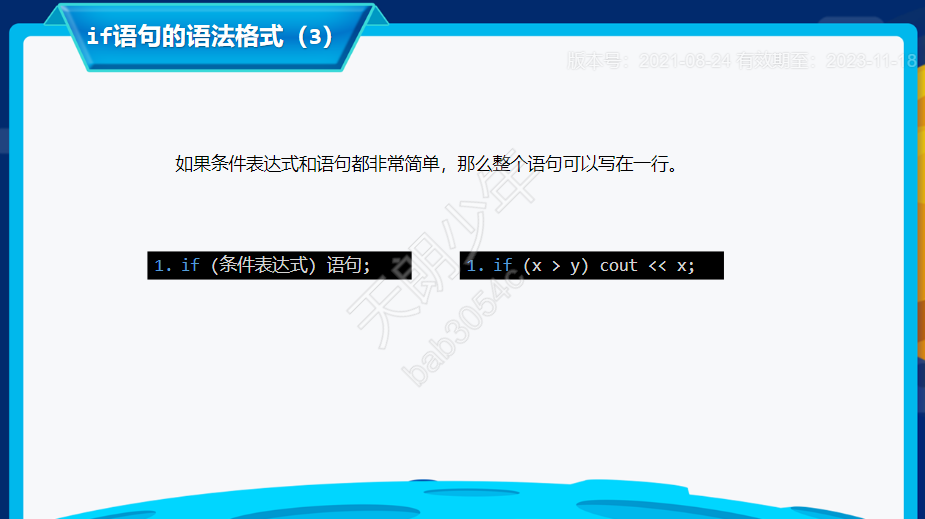 if语句的语法格式（3）
版本号：2021-08-24 有效期至：2023-11-18
如果条件表达式和语句都非常简单，那么整个语句可以写在一行。
1. if (条件表达式) 语句;
1. if (x > y) cout << x;
天朗少年
bab3054c